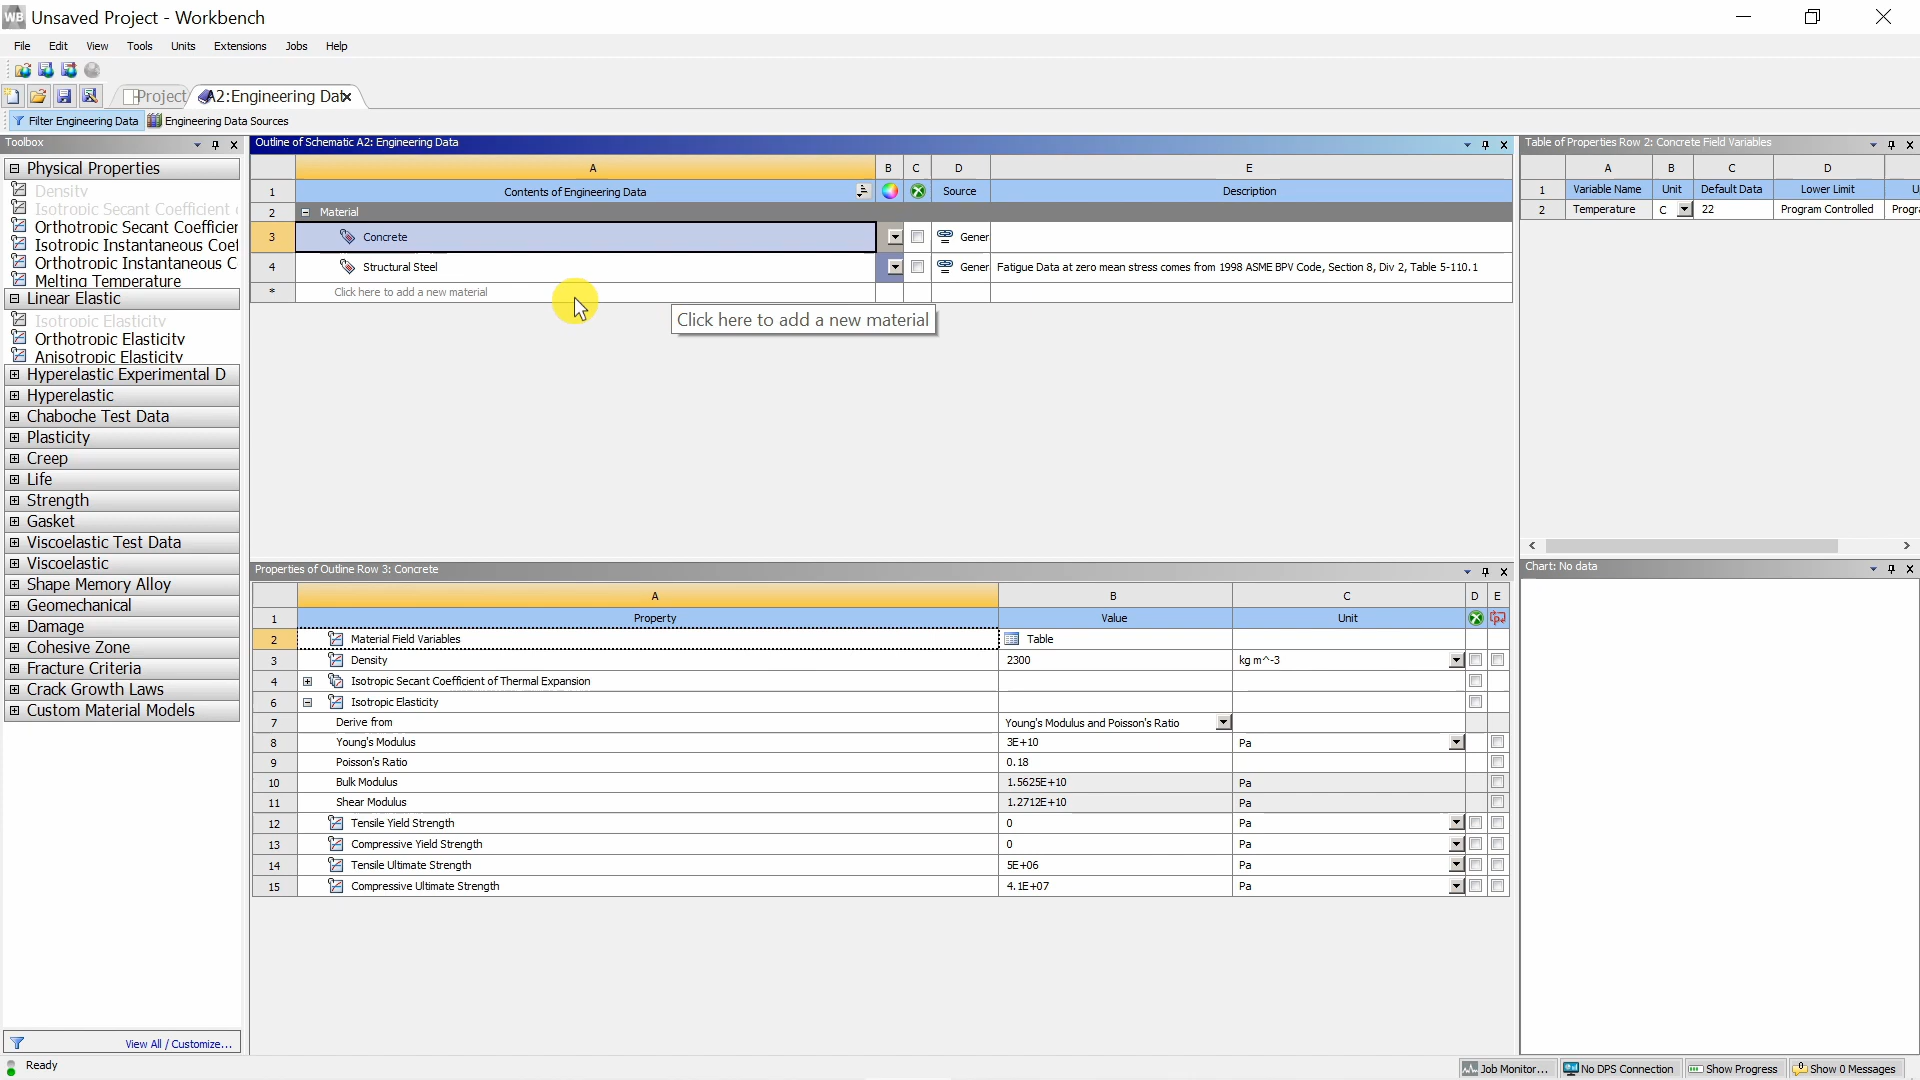 WB Unsaved Project - Workbench
File Edit View Tools Units Extensions Jobs Help
Project A2:Engineering Data
Filter Engineering Data Engineering Data Sources
Toolbox
Physical Properties
Density
Isotropic Secant Coefficient
Orthotropic Secant Coefficier
Isotropic Instantaneous Coef
Orthotropic Instantaneous C
Melting Temperature
Linear Elastic
Isotropic Elasticity
Orthotropic Elasticity
Anisotropic Elasticity
Hyperelastic Experimental D
Hyperelastic
Chaboche Test Data
Plasticity
Creep
Life
Strength
Gasket
Viscoelastic Test Data
Viscoelastic
Shape Memory Alloy
Geomechanical
Damage
Cohesive Zone
Fracture Criteria
Crack Growth Laws
Custom Material Models
View All / Customize...
Outline of Schematic A2: Engineering Data
A B C D E
1 Contents of Engineering Data Source Description
2 Material
3 Concrete Gener
4 Structural Steel Gener Fatigue Data at zero mean stress comes from 1998 ASME BPV Code, Section 8, Div 2, Table 5-110.1
* Click here to add a new material
Click here to add a new material
Properties of Outline Row 3: Concrete
A B C D E
1 Property Value Unit
2 Material Field Variables Table
3 Density 2300 kg m^-3
4 Isotropic Secant Coefficient of Thermal Expansion
6 Isotropic Elasticity
7 Derive from Young's Modulus and Poisson's Ratio
8 Young's Modulus 3E+10 Pa
9 Poisson's Ratio 0.18
10 Bulk Modulus 1.5625E+10 Pa
11 Shear Modulus 1.2712E+10 Pa
12 Tensile Yield Strength 0 Pa
13 Compressive Yield Strength 0 Pa
14 Tensile Ultimate Strength 5E+06 Pa
15 Compressive Ultimate Strength 4.1E+07 Pa
Table of Properties Row 2: Concrete Field Variables
A B C D
1 Variable Name Unit Default Data Lower Limit U
2 Temperature C 22 Program Controlled Progra
Chart: No data
Ready
Job Monitor... No DPS Connection Show Progress Show 0 Messages